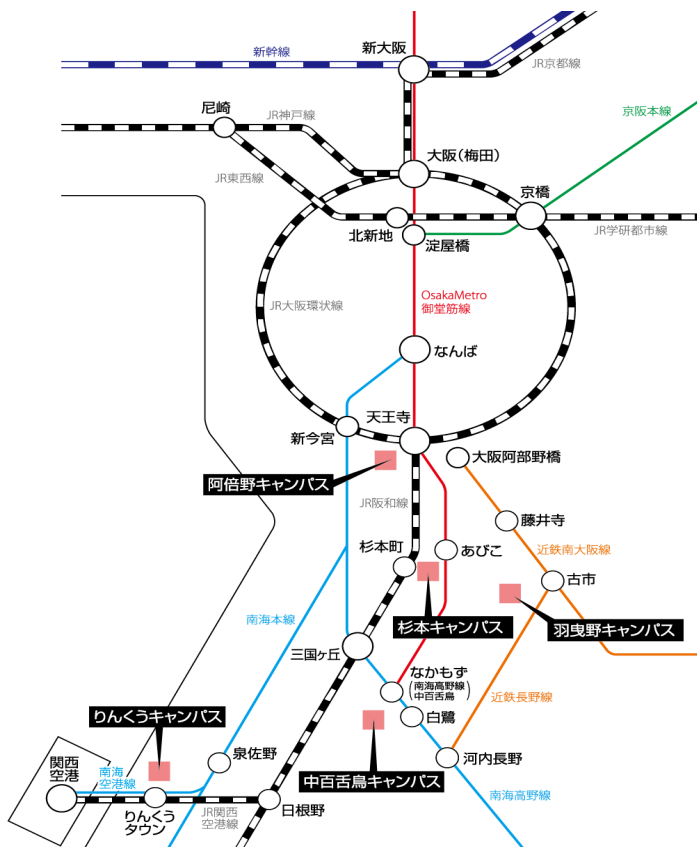 新幹線
新大阪
JR京都線
尼崎
JR神戸線
京阪本線
大阪(梅田)
JR東西線
京橋
北新地
淀屋橋
JR学研都市線
JR大阪環状線
OsakaMetro
御堂筋線
なんば
天王寺
新今宮
大阪阿部野橋
阿倍野キャンパス
JR阪和線
藤井寺
杉本町
あびこ
近鉄南大阪線
古市
南海本線
杉本キャンパス
羽曳野キャンパス
三国ヶ丘
なかもず
(南海高野線
中百舌鳥)
近鉄長野線
りんくうキャンパス
白鷺
泉佐野
関西
空港
河内長野
南海
空港線
中百舌鳥キャンパス
南海高野線
りんくう
タウン
JR関西
空港線
日根野